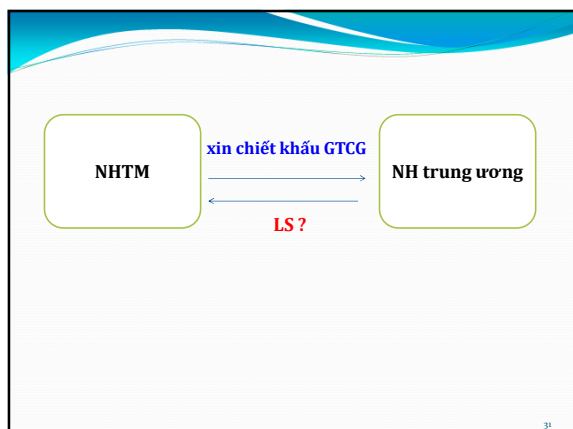 xin chiết khấu GTCG
NHTM
NH trung ương
LS ?
31